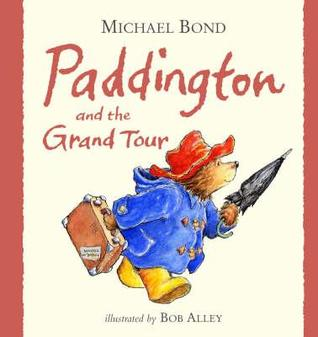 MICHAEL BOND
Paddington
and the
Grand Tour
illustrated by BOB ALLEY